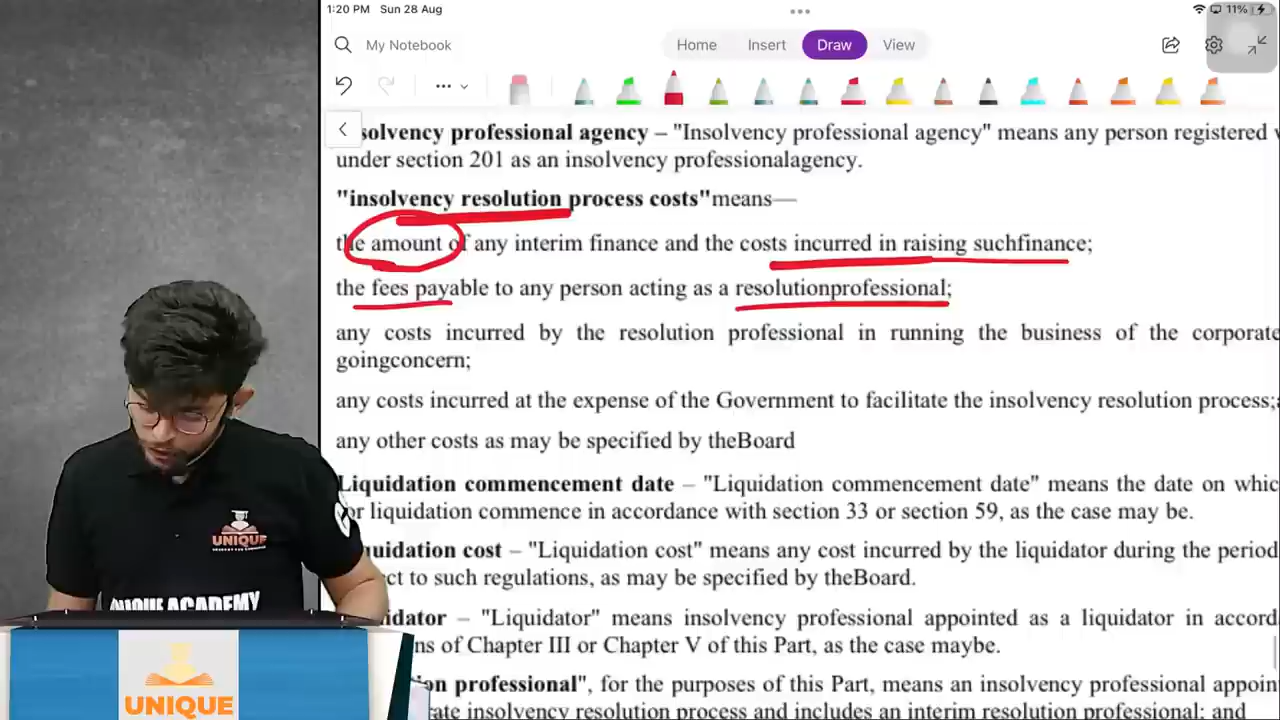 1:20 PM Sun 28 Aug
11%
My Notebook
Home Insert Draw View
solvency professional agency – "Insolvency professional agency" means any person registered
under section 201 as an insolvency professionalagency.
"insolvency resolution process costs"means—
the amount of any interim finance and the costs incurred in raising suchfinance;
the fees payable to any person acting as a resolutionprofessional;
any costs incurred by the resolution professional in running the business of the corporate
goingconcern;
any costs incurred at the expense of the Government to facilitate the insolvency resolution process;
any other costs as may be specified by theBoard
Liquidation commencement date – "Liquidation commencement date" means the date on whic
or liquidation commence in accordance with section 33 or section 59, as the case may be.
quidation cost – "Liquidation cost" means any cost incurred by the liquidator during the period
ct to such regulations, as may be specified by theBoard.
idator – "Liquidator" means insolvency professional appointed as a liquidator in accord
ns of Chapter III or Chapter V of this Part, as the case maybe.
on professional", for the purposes of this Part, means an insolvency professional appoin
ate insolvency resolution process and includes an interim resolution professional; and
UNIQUE
UNIQUE ACADEMY
UNIQUE